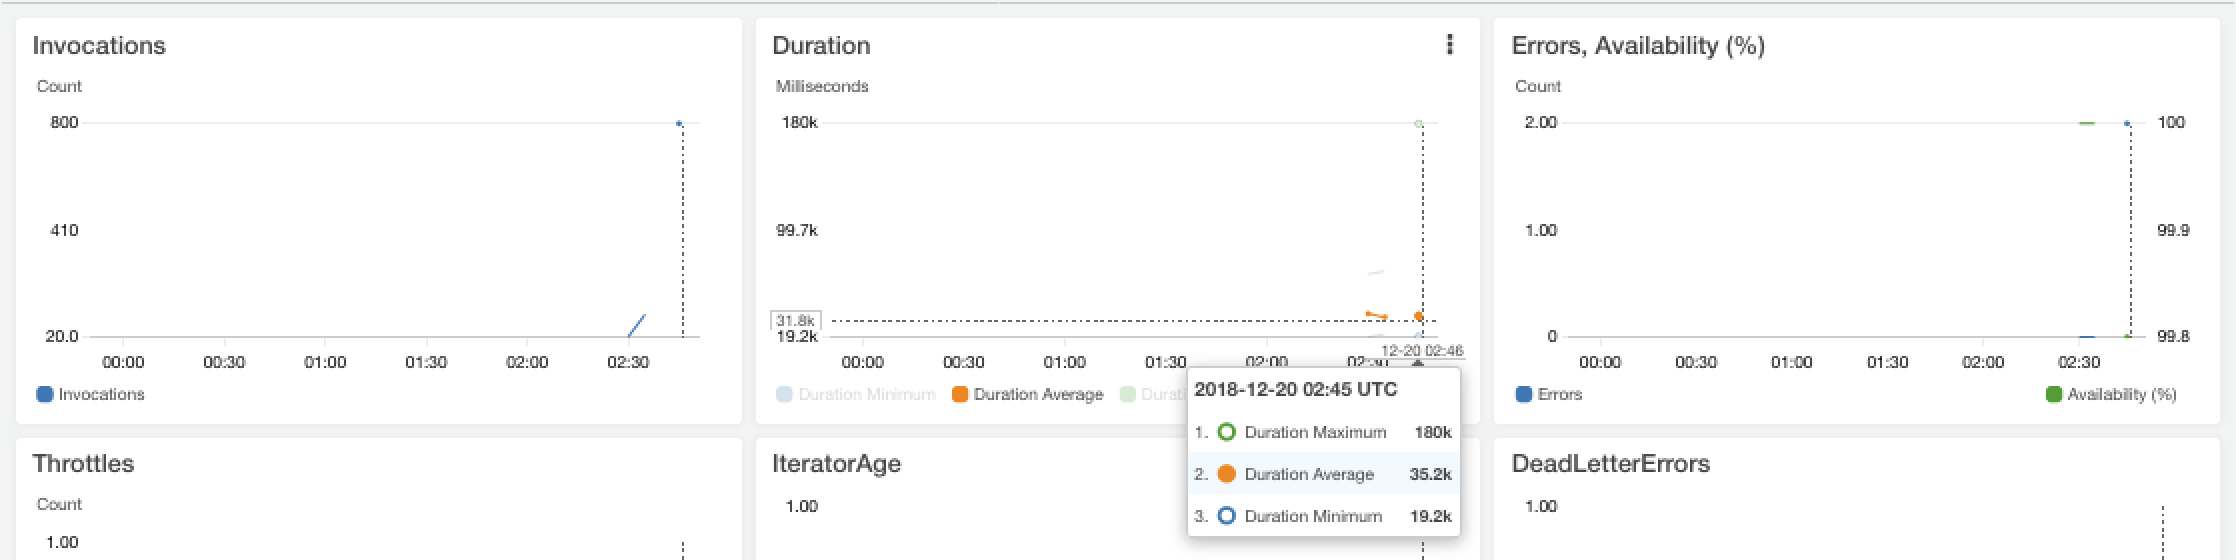 Invocations
Count
800
410
20.0
00:00 00:30 01:00 01:30 02:00 02:30
Invocations
Duration
Milliseconds
180k
99.7k
31.8k
19.2k
12-20 02:46
00:00 00:30 01:00 01:30 02:00 02:30
Duration Minimum Duration Average Durati
2018-12-20 02:45 UTC
1. Duration Maximum 180k
2. Duration Average 35.2k
3. Duration Minimum 19.2k
Errors, Availability (%)
Count
2.00 100
1.00 99.9
0 99.8
00:00 00:30 01:00 01:30 02:00 02:30
Errors Availability (%)
Throttles
Count
1.00
IteratorAge
1.00
DeadLetterErrors
1.00